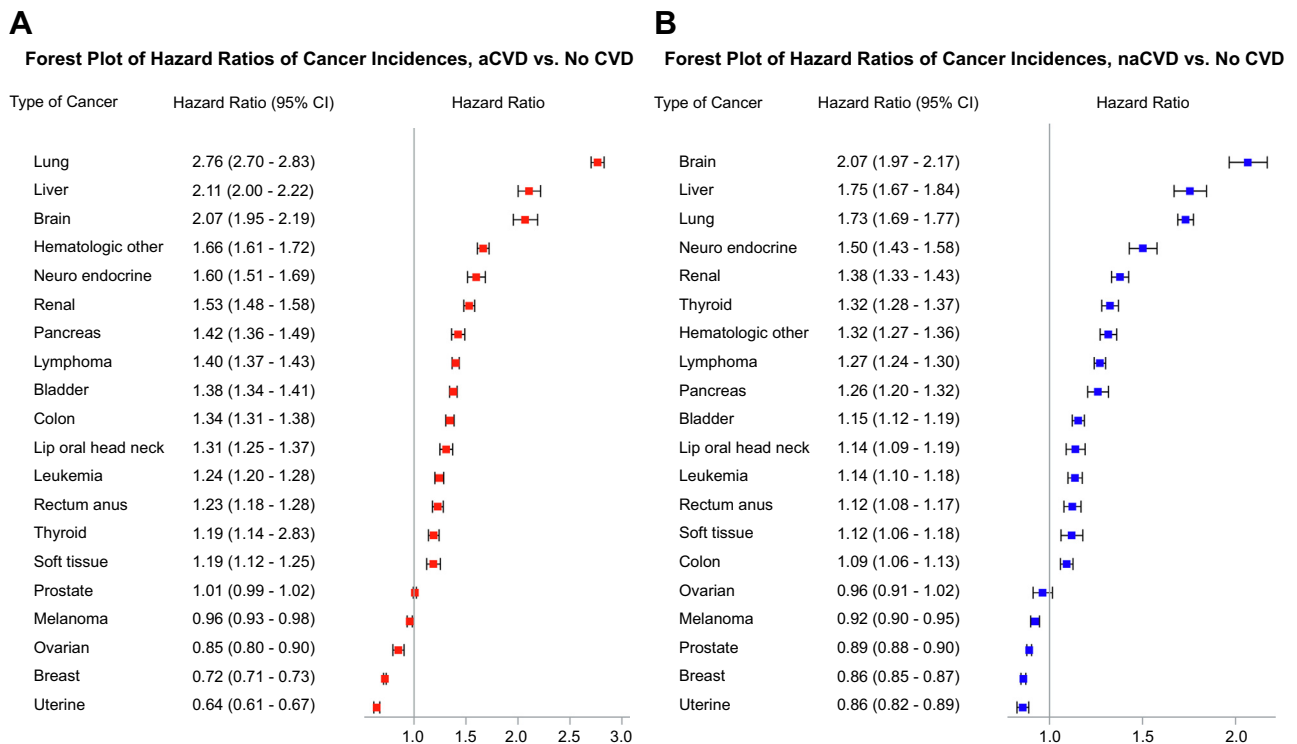 A
Forest Plot of Hazard Ratios of Cancer Incidences, aCVD vs. No CVD
Type of Cancer Hazard Ratio (95% CI) Hazard Ratio
Lung 2.76 (2.70 - 2.83)
Liver 2.11 (2.00 - 2.22)
Brain 2.07 (1.95 - 2.19)
Hematologic other 1.66 (1.61 - 1.72)
Neuro endocrine 1.60 (1.51 - 1.69)
Renal 1.53 (1.48 - 1.58)
Pancreas 1.42 (1.36 - 1.49)
Lymphoma 1.40 (1.37 - 1.43)
Bladder 1.38 (1.34 - 1.41)
Colon 1.34 (1.31 - 1.38)
Lip oral head neck 1.31 (1.25 - 1.37)
Leukemia 1.24 (1.20 - 1.28)
Rectum anus 1.23 (1.18 - 1.28)
Thyroid 1.19 (1.14 - 2.83)
Soft tissue 1.19 (1.12 - 1.25)
Prostate 1.01 (0.99 - 1.02)
Melanoma 0.96 (0.93 - 0.98)
Ovarian 0.85 (0.80 - 0.90)
Breast 0.72 (0.71 - 0.73)
Uterine 0.64 (0.61 - 0.67)
1.0 1.5 2.0 2.5 3.0
B
Forest Plot of Hazard Ratios of Cancer Incidences, naCVD vs. No CVD
Type of Cancer Hazard Ratio (95% CI) Hazard Ratio
Brain 2.07 (1.97 - 2.17)
Liver 1.75 (1.67 - 1.84)
Lung 1.73 (1.69 - 1.77)
Neuro endocrine 1.50 (1.43 - 1.58)
Renal 1.38 (1.33 - 1.43)
Thyroid 1.32 (1.28 - 1.37)
Hematologic other 1.32 (1.27 - 1.36)
Lymphoma 1.27 (1.24 - 1.30)
Pancreas 1.26 (1.20 - 1.32)
Bladder 1.15 (1.12 - 1.19)
Lip oral head neck 1.14 (1.09 - 1.19)
Leukemia 1.14 (1.10 - 1.18)
Rectum anus 1.12 (1.08 - 1.17)
Soft tissue 1.12 (1.06 - 1.18)
Colon 1.09 (1.06 - 1.13)
Ovarian 0.96 (0.91 - 1.02)
Melanoma 0.92 (0.90 - 0.95)
Prostate 0.89 (0.88 - 0.90)
Breast 0.86 (0.85 - 0.87)
Uterine 0.86 (0.82 - 0.89)
1.0 1.5 2.0